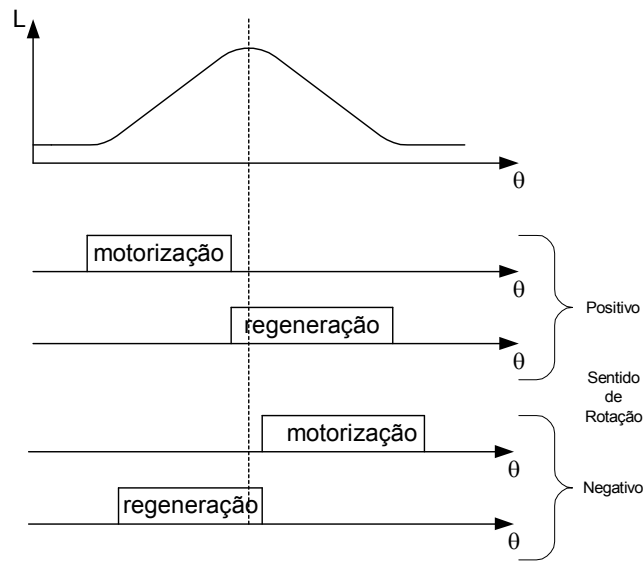 L
θ
motorização
θ
regeneração
θ
Positivo
Sentido
de
Rotação
motorização
θ
regeneração
θ
Negativo